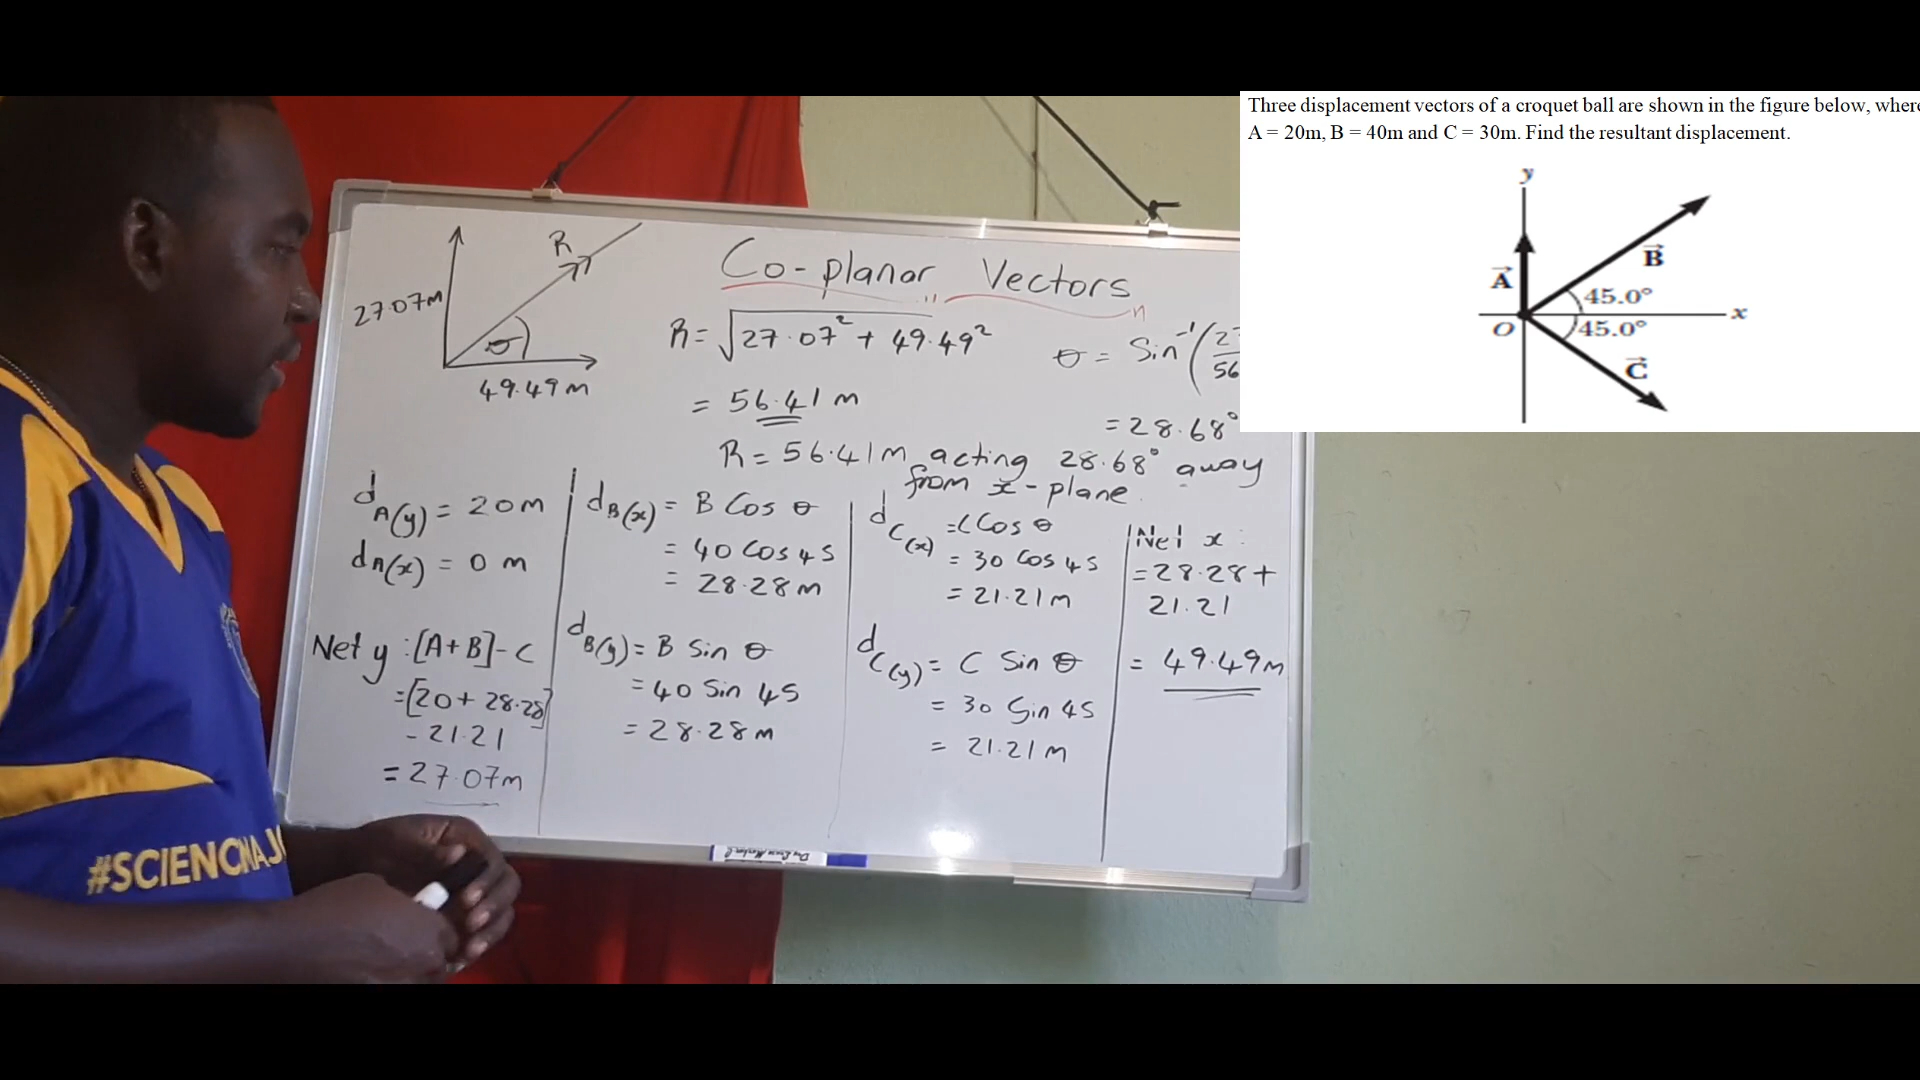 Three displacement vectors of a croquet ball are shown in the figure below, where
A = 20m, B = 40m and C = 30m. Find the resultant displacement.
y
A
B
45.0°
x
O
45.0°
C
Co-planar Vectors
R
27.07m
θ
49.49m
R = √27.07² + 49.49²
= 56.41m
θ = Sin⁻¹(2
56
= 28.68°
R = 56.41m acting 28.68° away
from x-plane.
dA(y) = 20m
dA(x) = 0 m
Net y : [A+B]-C
=[20 + 28.28]
- 21.21
= 27.07m
dB(x) = B Cos θ
= 40 Cos 45
= 28.28m
dB(y) = B Sin θ
= 40 Sin 45
= 28.28m
dC(x) = C Cos θ
= 30 Cos 45
= 21.21m
dC(y) = C Sin θ
= 30 Sin 45
= 21.21m
Net x :
= 28.28 +
21.21
= 49.49m
#SCIENCNAJ